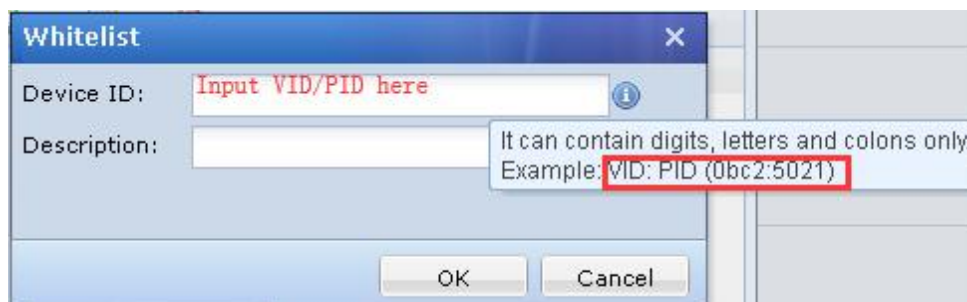 Whitelist
Device ID: Input VID/PID here
Description:
It can contain digits, letters and colons only
Example: VID: PID (0bc2:5021)
OK Cancel